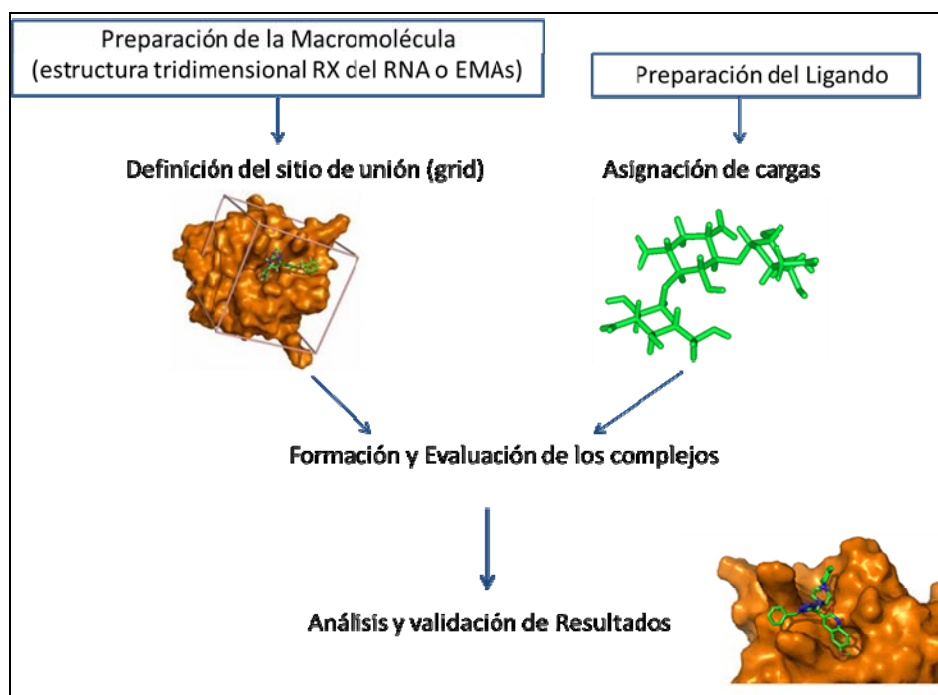 Preparación de la Macromolécula
(estructura tridimensional RX del RNA o EMAs)
Preparación del Ligando
Definición del sitio de unión (grid)
Asignación de cargas
Formación y Evaluación de los complejos
Análisis y validación de Resultados